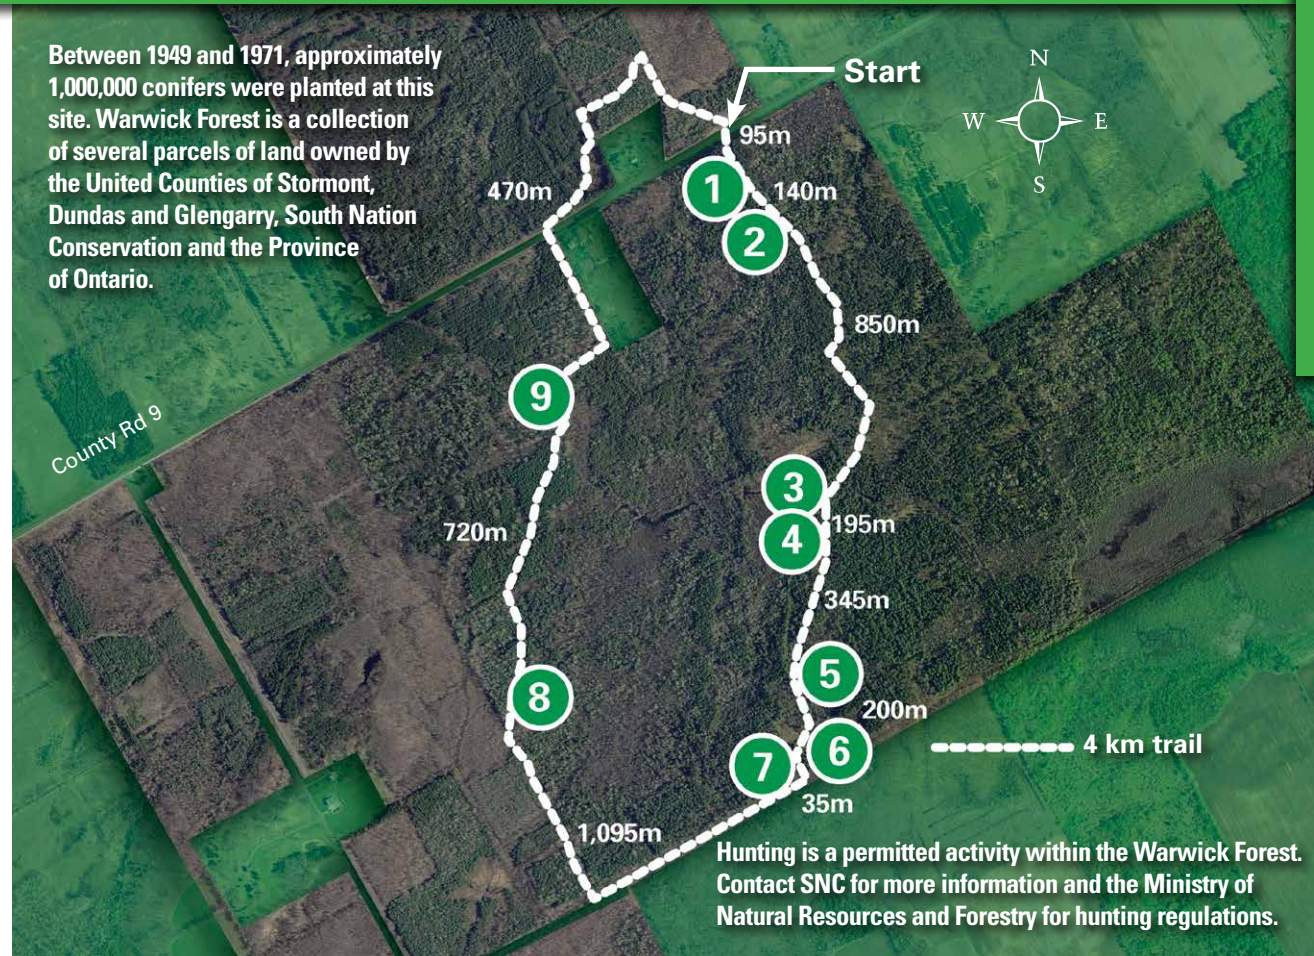 Between 1949 and 1971, approximately
1,000,000 conifers were planted at this
site. Warwick Forest is a collection
of several parcels of land owned by
the United Counties of Stormont,
Dundas and Glengarry, South Nation
Conservation and the Province
of Ontario.
Start
N
W
E
S
95m
1
140m
470m
2
850m
9
County Rd 9
3
195m
4
720m
345m
5
8
200m
6
4 km trail
7
35m
1,095m
Hunting is a permitted activity within the Warwick Forest.
Contact SNC for more information and the Ministry of
Natural Resources and Forestry for hunting regulations.